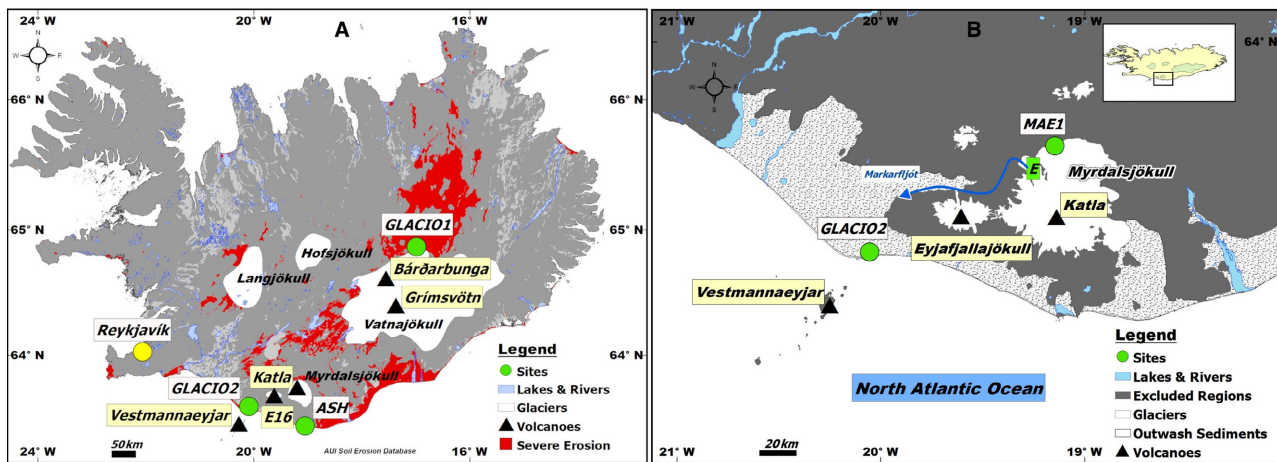 24° W
20° W
A
16° W
N
W
E
S
66° N
65° N
64° N
GLACIO1
Hofsjökull
Bárðarbunga
Langjökull
Grímsvötn
Vatnajökull
Reykjavík
GLACIO2
Katla
Myrdalsjökull
Vestmannaeyjar
E16
ASH
Legend
Sites
Lakes & Rivers
Glaciers
Volcanoes
Severe Erosion
50km
AUI Soil Erosion Database
24° W
20° W
16° W
21° W
20° W
B
19° W
64° N
N
W
E
S
MAE1
E
Markarfljót
Myrdalsjökull
Katla
GLACIO2
Eyjafjallajökull
Vestmannaeyjar
North Atlantic Ocean
Legend
Sites
Lakes & Rivers
Excluded Regions
Glaciers
Outwash Sediments
Volcanoes
20km
21° W
20° W
19° W